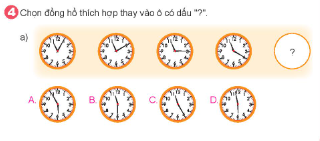 4 Chọn đồng hồ thích hợp thay vào ô có dấu "?".
a)
?
A. B. C. D.